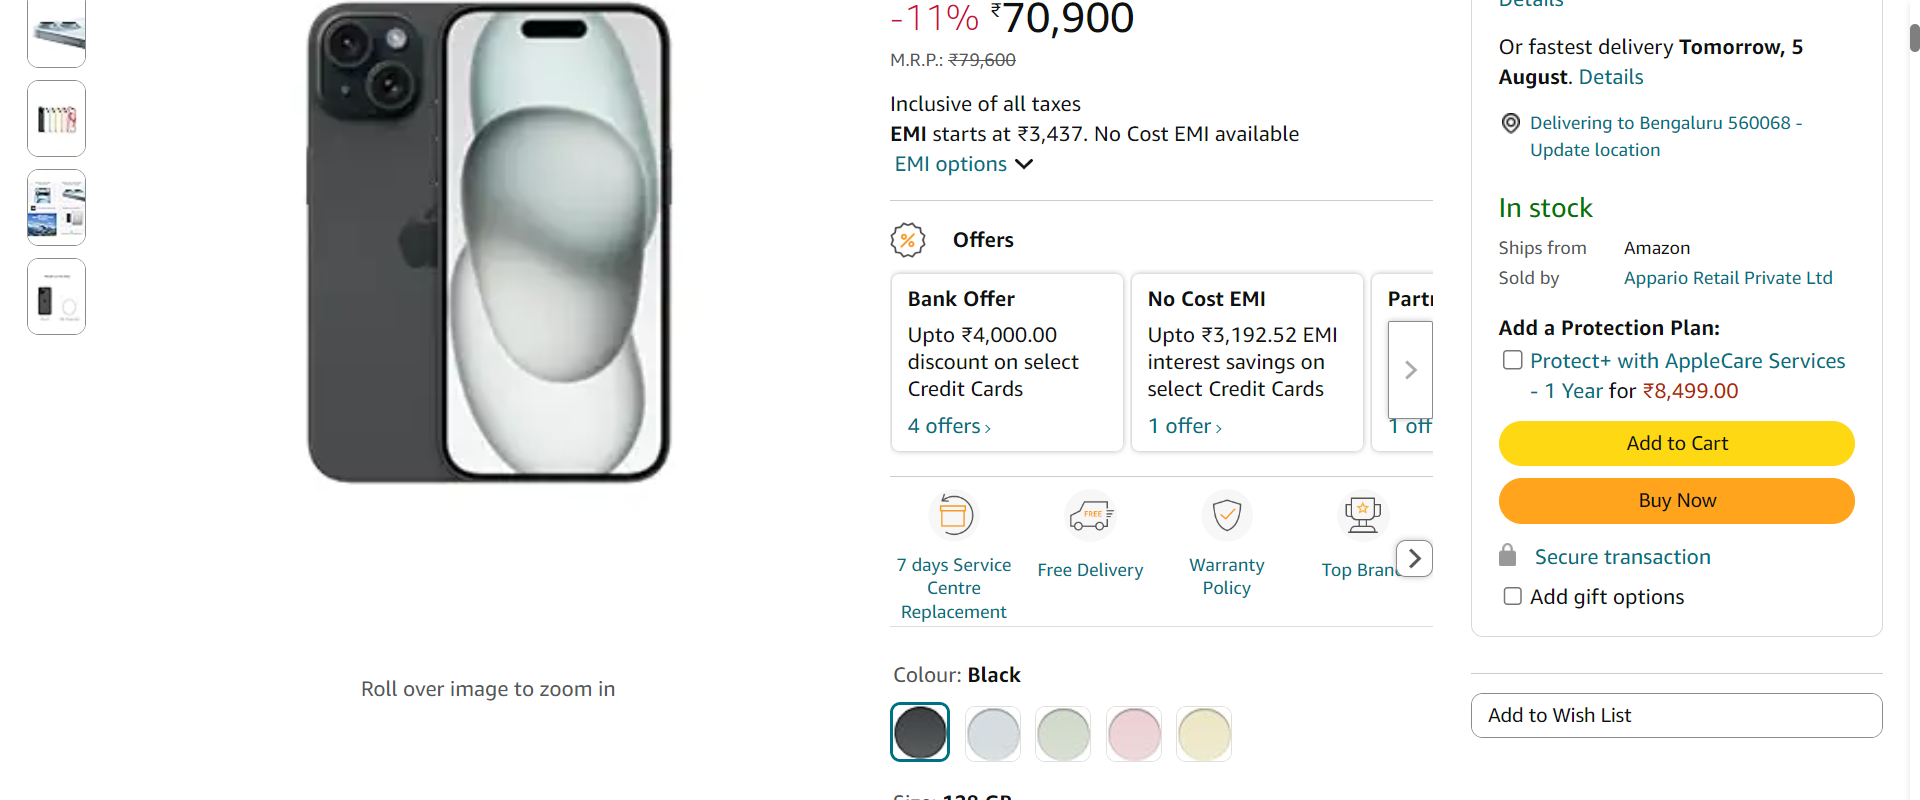 -11% ₹70,900
M.R.P.: ₹79,600
Inclusive of all taxes
EMI starts at ₹3,437. No Cost EMI available
EMI options
Offers
Bank Offer
Upto ₹4,000.00
discount on select
Credit Cards
4 offers ›
No Cost EMI
Upto ₹3,192.52 EMI
interest savings on
select Credit Cards
1 offer ›
Partn
1 off
7 days Service
Centre
Replacement
FREE
Free Delivery
Warranty
Policy
Top Bran
Colour: Black
Size: 128 GB
Roll over image to zoom in
Details
Or fastest delivery Tomorrow, 5
August. Details
Delivering to Bengaluru 560068 -
Update location
In stock
Ships from Amazon
Sold by Appario Retail Private Ltd
Add a Protection Plan:
Protect+ with AppleCare Services
- 1 Year for ₹8,499.00
Add to Cart
Buy Now
Secure transaction
Add gift options
Add to Wish List